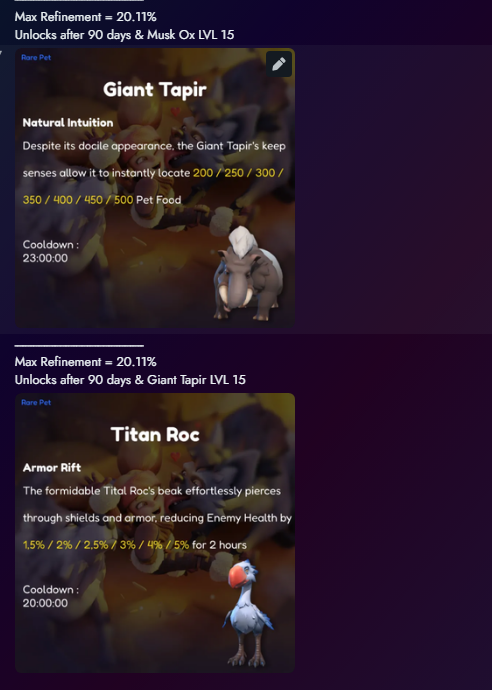 Max Refinement = 20.11%
Unlocks after 90 days & Musk Ox LVL 15
Rare Pet
Giant Tapir
Natural Intuition
Despite its docile appearance, the Giant Tapir's keep
senses allow it to instantly locate 200 / 250 / 300 /
350 / 400 / 450 / 500 Pet Food
Cooldown :
23:00:00
Max Refinement = 20.11%
Unlocks after 90 days & Giant Tapir LVL 15
Rare Pet
Titan Roc
Armor Rift
The formidable Tital Roc's beak effortlessly pierces
through shields and armor, reducing Enemy Health by
1,5% / 2% / 2,5% / 3% / 4% / 5% for 2 hours
Cooldown :
20:00:00